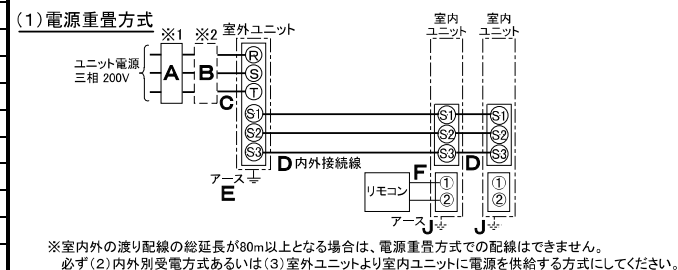 (1)電源重畳方式
※1 ※2 室外ユニット
室内ユニット
室内ユニット
ユニット電源
三相 200V
A
B
C
R
S
T
S1
S2
S3
S1
S2
S3
S1
S2
S3
D 内外接続線
D
アース
E
F
リモコン
①
②
①
②
アース
J
J
※室内外の渡り配線の総延長が80m以上となる場合は、電源重畳方式での配線はできません。
必ず(2)内外別受電方式あるいは(3)室外ユニットより室内ユニットに電源を供給する方式にしてください。